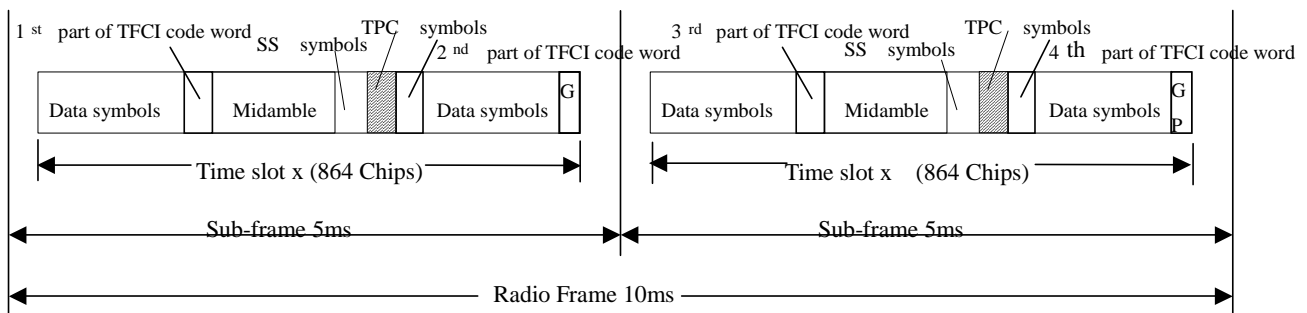 1 st part of TFCI code word
SS symbols
TPC symbols
2 nd part of TFCI code word
Data symbols
Midamble
Data symbols
G
Time slot x (864 Chips)
Sub-frame 5ms
3 rd part of TFCI code word
SS symbols
TPC symbols
4 th part of TFCI code word
Data symbols
Midamble
Data symbols
G
P
Time slot x (864 Chips)
Sub-frame 5ms
Radio Frame 10ms